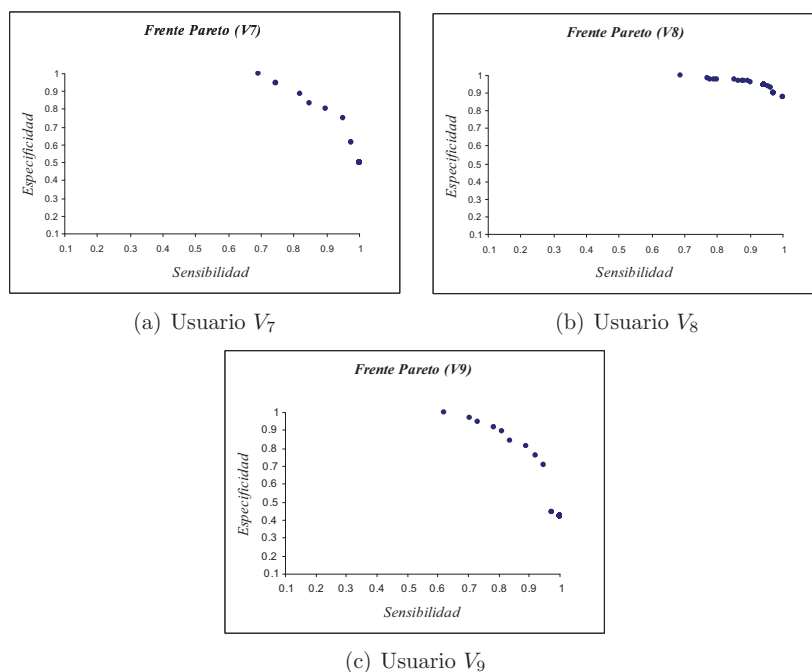 Frente Pareto (V7)
1
0.9
0.8
0.7
0.6
0.5
0.4
0.3
0.2
0.1
Especificidad
0.1 0.2 0.3 0.4 0.5 0.6 0.7 0.8 0.9 1
Sensibilidad
(a) Usuario V7
Frente Pareto (V8)
1
0.9
0.8
0.7
0.6
0.5
0.4
0.3
0.2
0.1
Especificidad
0.1 0.2 0.3 0.4 0.5 0.6 0.7 0.8 0.9 1
Sensibilidad
(b) Usuario V8
Frente Pareto (V9)
1
0.9
0.8
0.7
0.6
0.5
0.4
0.3
0.2
0.1
Especificidad
0.1 0.2 0.3 0.4 0.5 0.6 0.7 0.8 0.9 1
Sensibilidad
(c) Usuario V9